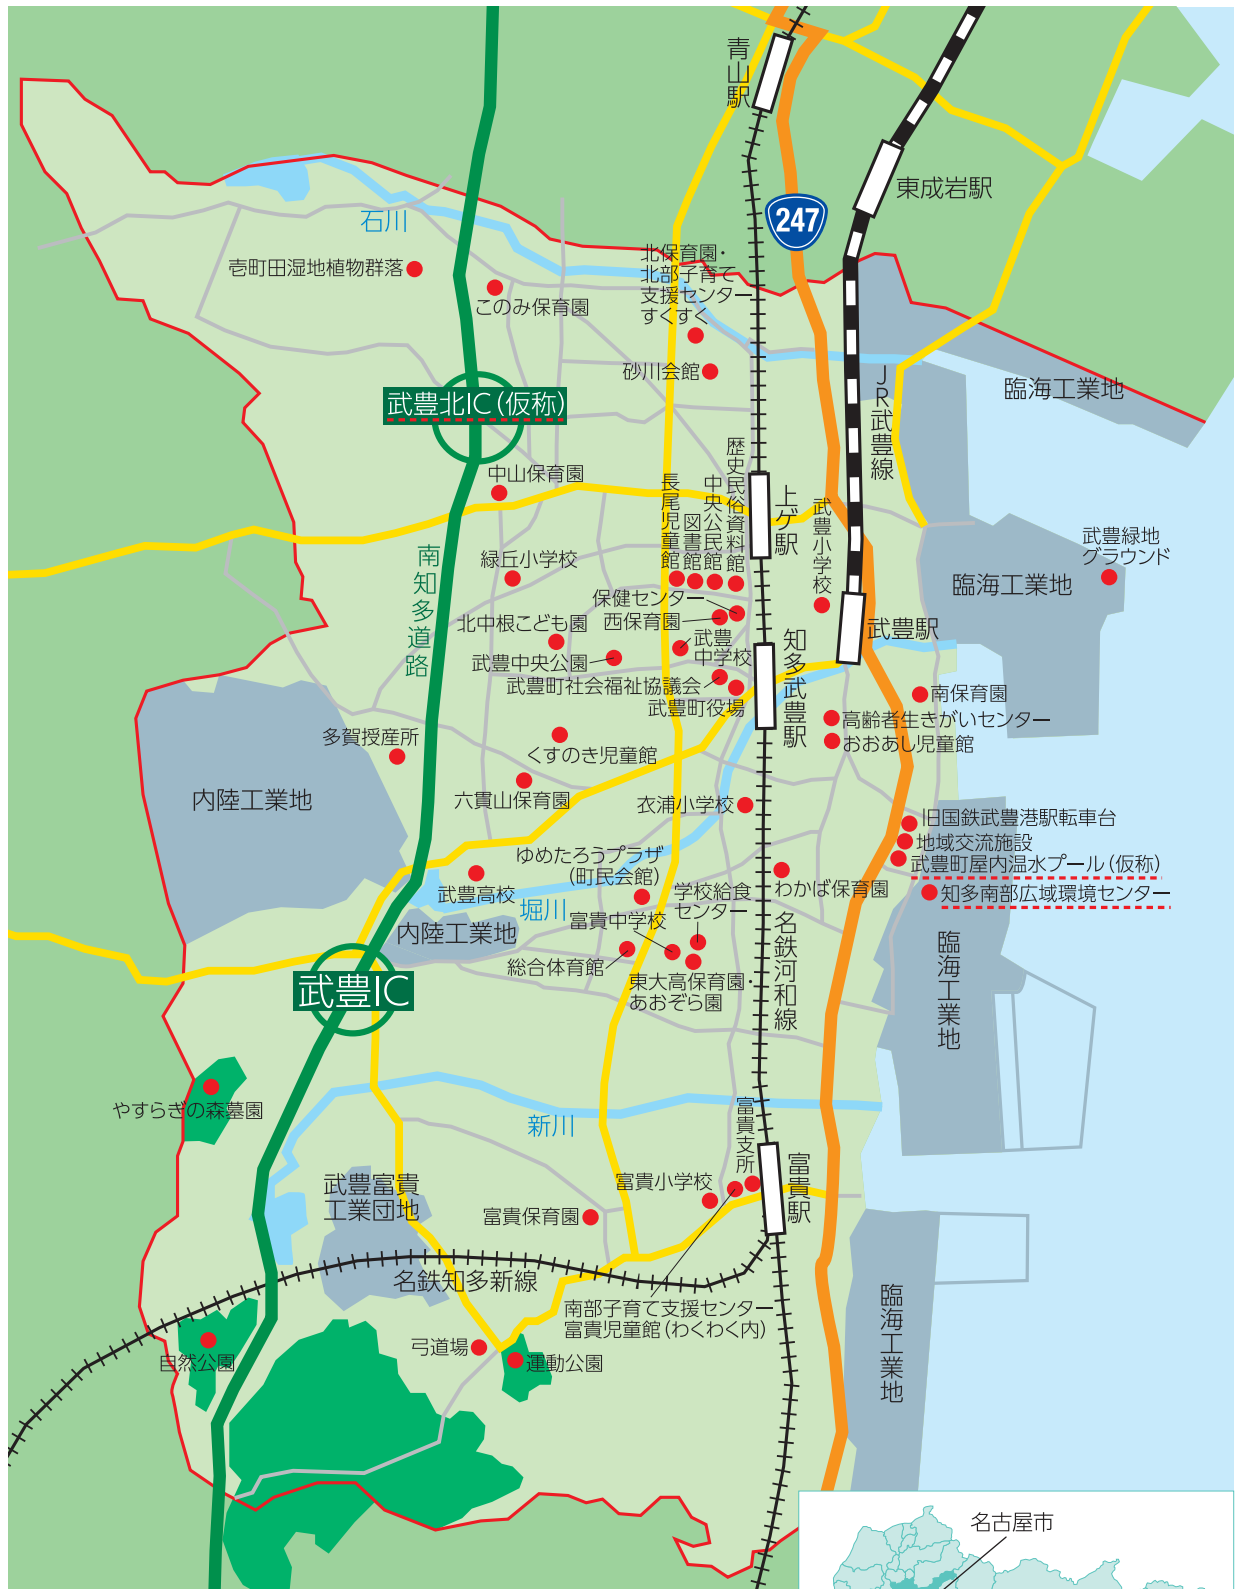 青山駅
東成岩駅
247
石川
北保育園・
北部子育て
支援センター
すくすく
壱町田湿地植物群落
このみ保育園
砂川会館
JR武豊線
臨海工業地
武豊北IC（仮称）
歴史民俗資料館
中央公民館
図書館
長尾児童館
中山保育園
上ゲ駅
武豊小学校
武豊緑地
グラウンド
南知多道路
緑丘小学校
臨海工業地
保健センター
西保育園
北中根こども園
武豊駅
武豊
中学校
知多武豊駅
武豊中央公園
武豊町社会福祉協議会
武豊町役場
南保育園
高齢者生きがいセンター
おおあし児童館
多賀授産所
くすのき児童館
内陸工業地
六貫山保育園
衣浦小学校
旧国鉄武豊港駅転車台
地域交流施設
武豊町屋内温水プール（仮称）
ゆめたろうプラザ
（町民会館）
武豊高校
学校給食
センター
わかば保育園
知多南部広域環境センター
堀川
富貴中学校
名鉄河和線
内陸工業地
臨海工業地
総合体育館
東大高保育園・
あおぞら園
武豊IC
やすらぎの森墓園
新川
富貴支所
武豊富貴
工業団地
富貴小学校
富貴駅
富貴保育園
名鉄知多新線
南部子育て支援センター
富貴児童館（わくわく内）
臨海工業地
自然公園
弓道場
運動公園
名古屋市